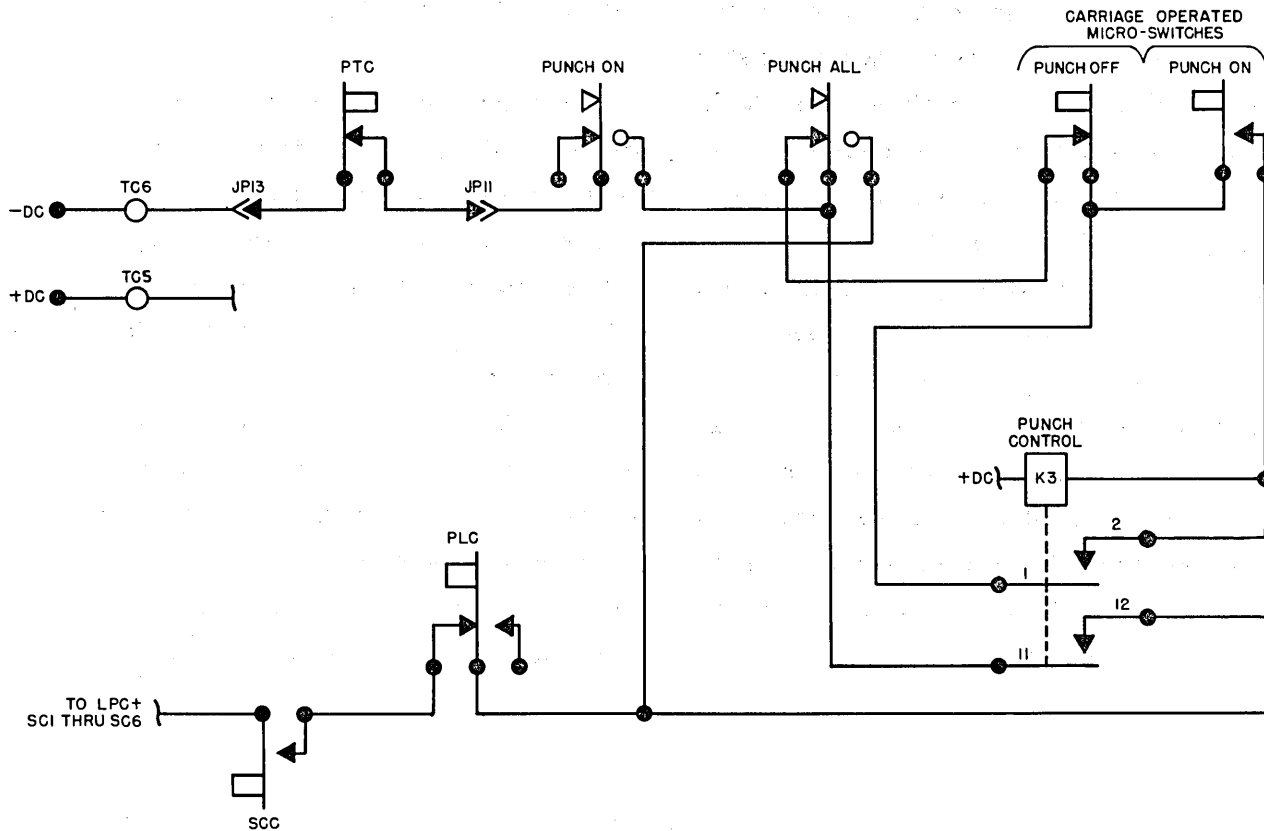 CARRIAGE OPERATED
MICRO-SWITCHES
PTC
PUNCH ON
PUNCH ALL
PUNCH OFF
PUNCH ON
-DC
TC6
JP13
JP11
+DC
TC5
PUNCH
CONTROL
+DC
K3
2
1
12
11
PLC
TO LPC+
SC1 THRU SC6
SCC